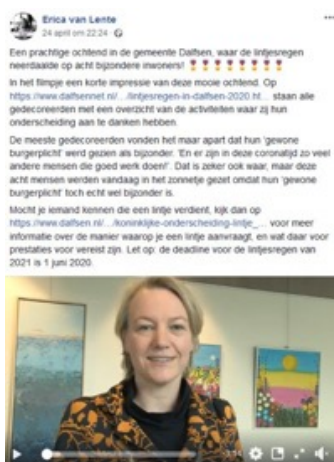 Erica van Lente
24 april om 22:24
Een prachtige ochtend in de gemeente Dalfsen, waar de lintjesregen
neerdaalde op acht bijzondere inwoners!
In het filmpje een korte impressie van deze mooie ochtend. Op
https://www.dalfsennet.nl/.../lintjesregen-in-dalfsen-2020.ht... staan alle
gedecoreerden met een overzicht van de activiteiten waar zij hun
onderscheiding aan te danken hebben.
De meeste gedecoreerden vonden het maar apart dat hun 'gewone
burgerplicht' werd gezien als bijzonder. 'En er zijn in deze coronatijd zo veel
andere mensen die goed werk doen!'. Dat is zeker ook waar, maar deze
acht mensen werden vandaag in het zonnetje gezet omdat hun 'gewone
burgerplicht' toch echt wel bijzonder is.
Mocht je iemand kennen die een lintje verdient, kijk dan op
https://www.dalfsen.nl/.../koninklijke-onderscheiding-lintje_... voor meer
informatie over de manier waarop je een lintje aanvraagt, en wat daar voor
prestaties voor vereist zijn. Let op: de deadline voor de lintjesregen van
2021 is 1 juni 2020.